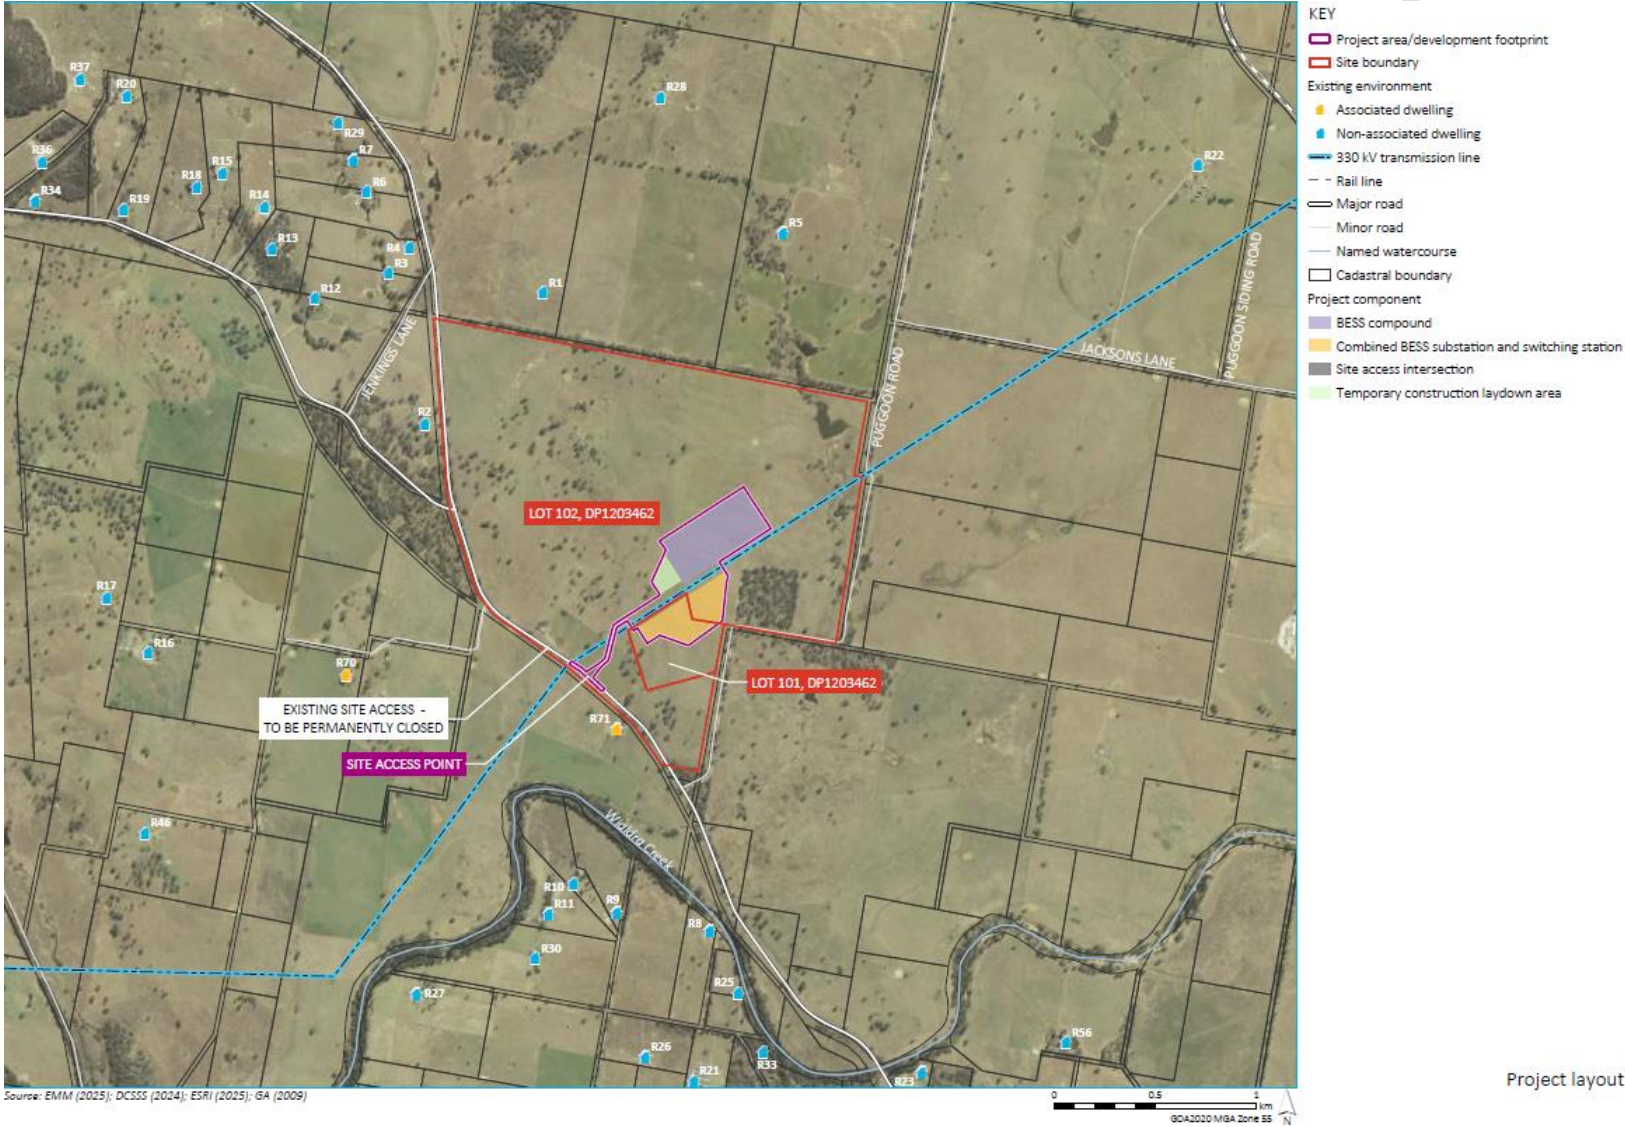 R37
R20
R28
R29
R7
R36
R15
R22
R18
R6
R34
R14
R19
R5
R13
R4
R3
R1
R12
PUGGOON SIDING ROAD
JENKINGS LANE
JACKSONS LANE
PUGGOON ROAD
R2
LOT 102, DP1203462
R17
R16
R70
LOT 101, DP1203462
EXISTING SITE ACCESS -
TO BE PERMANENTLY CLOSED
R71
SITE ACCESS POINT
R46
Wialdra Creek
R10
R11
R9
R8
R30
R27
R25
R56
R26
R33
R21
R23
KEY
Project area/development footprint
Site boundary
Existing environment
Associated dwelling
Non-associated dwelling
330 kV transmission line
Rail line
Major road
Minor road
Named watercourse
Cadastral boundary
Project component
BESS compound
Combined BESS substation and switching station
Site access intersection
Temporary construction laydown area
Project layout
Source: EMM (2025); DCSSS (2024); ESRI (2025); GA (2009)
0 0.5 1
km
GDA2020 MGA Zone 55 N